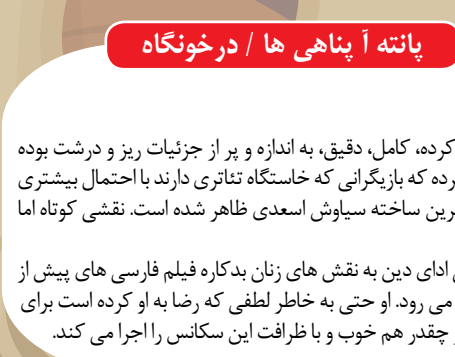 پانته آ پناهی ها / درخونگاه
کرده، کامل، دقیق، به اندازه و پر از جزئیات ریز و درشت بوده
که بازیگرانی که خاستگاه تئاتری دارند با احتمال بیشتری
ساخته سیاوش اسعدی ظاهر شده است. نقشی کوتاه اما
ادای دین به نقش های زنان بدکاره فیلم فارسی های پیش از
می رود. او حتی به خاطر لطفی که رضا به او کرده است برای
چقدر هم خوب و با ظرافت این سکانس را اجرا می کند.